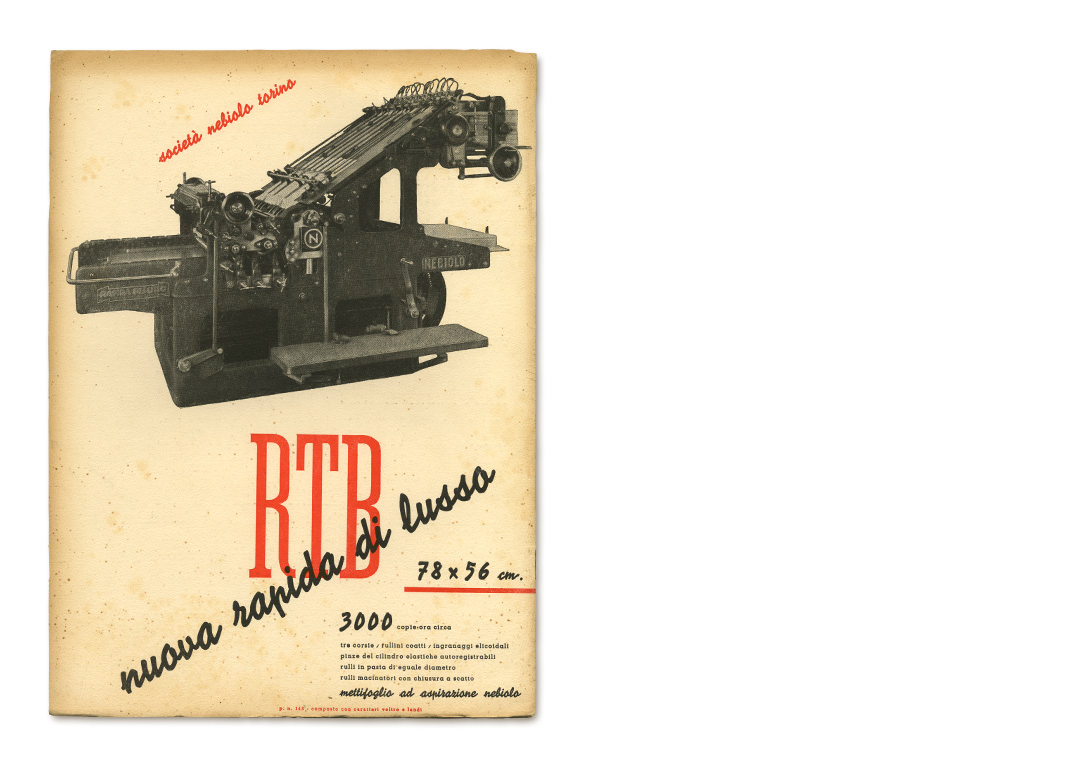 società nebiolo torino
N
NEBIOLO
RTB
nuova rapida di lusso
78 x 56 cm.
3000 copie-ora circa
tre corsie / rullini coatti / ingranaggi elicoidali
pinze del cilindro elastiche autoregistrabili
rulli in pasta di eguale diametro
rulli macinatori con chiusura a scatto
mettifoglio ad aspirazione nebiolo
p. n. 143 / composto con caratteri veltro e landi